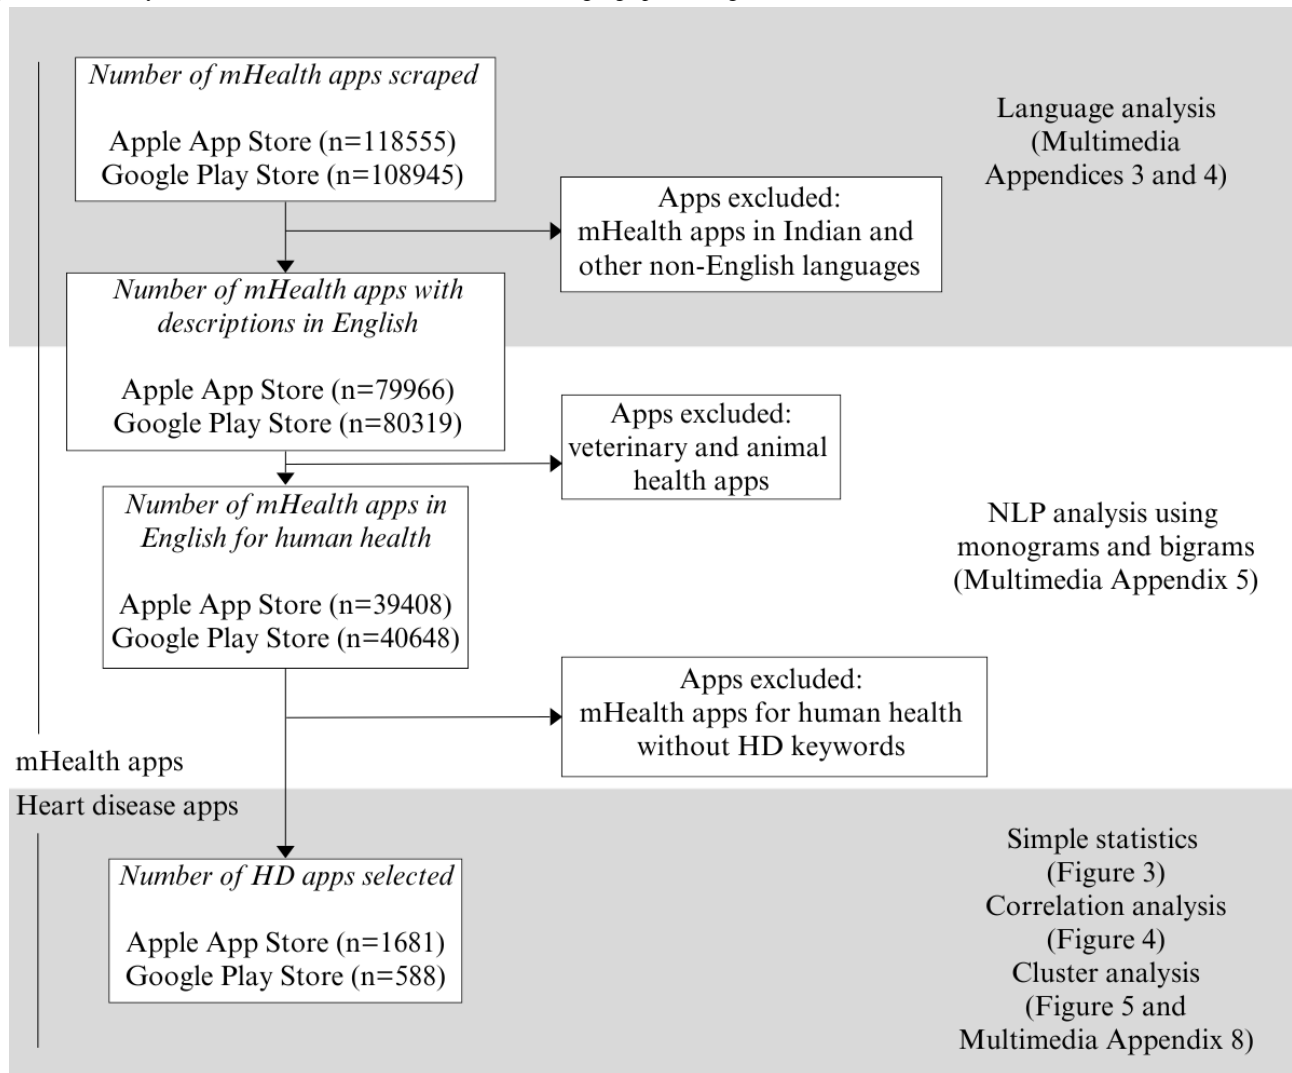 Number of mHealth apps scraped
Apple App Store (n=118555)
Google Play Store (n=108945)
Language analysis
(Multimedia
Appendices 3 and 4)
Apps excluded:
mHealth apps in Indian and
other non-English languages
Number of mHealth apps with
descriptions in English
Apple App Store (n=79966)
Google Play Store (n=80319)
Apps excluded:
veterinary and animal
health apps
Number of mHealth apps in
English for human health
Apple App Store (n=39408)
Google Play Store (n=40648)
NLP analysis using
monograms and bigrams
(Multimedia Appendix 5)
Apps excluded:
mHealth apps for human health
without HD keywords
mHealth apps
Heart disease apps
Number of HD apps selected
Apple App Store (n=1681)
Google Play Store (n=588)
Simple statistics
(Figure 3)
Correlation analysis
(Figure 4)
Cluster analysis
(Figure 5 and
Multimedia Appendix 8)